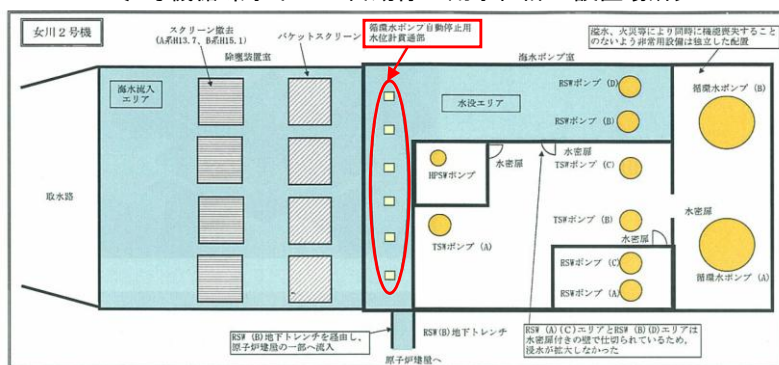 女川２号機
スクリーン撤去
(A系H13.7、B系H15.1)
バケットスクリーン
循環水ポンプ自動停止用
水位計貫通部
溢水、火災等により同時に機能喪失すること
のないよう非常用設備は独立した配置
除塵装置室
海水ポンプ室
海水流入
エリア
水没エリア
RSWポンプ (D)
RSWポンプ (B)
循環水ポンプ (B)
水密扉
水密扉
HPSWポンプ
TSWポンプ (C)
取水路
TSWポンプ (B)
水密扉
水密扉
TSWポンプ (A)
RSWポンプ (C)
RSWポンプ (A)
循環水ポンプ (A)
RSW (B)地下トレンチを経由し、
原子炉建屋の一部へ流入
RSW(B)地下トレンチ
原子炉建屋へ
RSW (A)(C)エリアとRSW (B)(D)エリアは
水密扉付きの壁で仕切られているため、
浸水が拡大しなかった